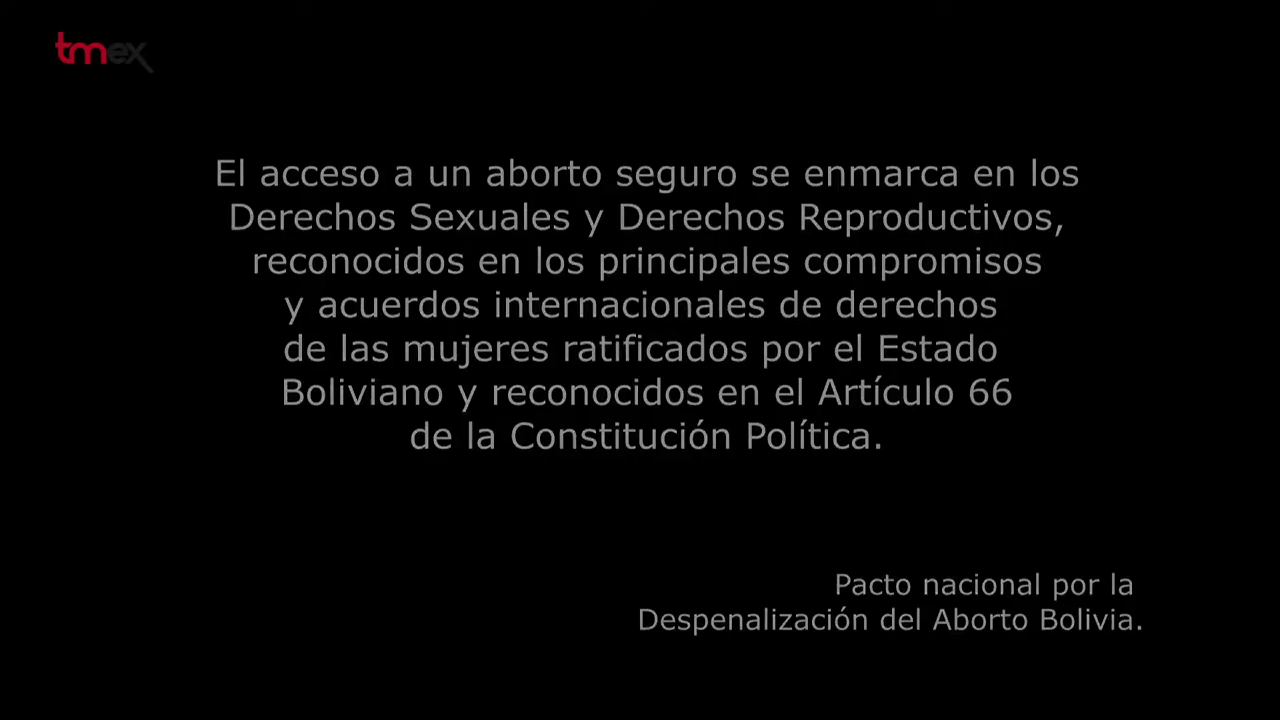 tmex
El acceso a un aborto seguro se enmarca en los
Derechos Sexuales y Derechos Reproductivos,
reconocidos en los principales compromisos
y acuerdos internacionales de derechos
de las mujeres ratificados por el Estado
Boliviano y reconocidos en el Artículo 66
de la Constitución Política.
Pacto nacional por la
Despenalización del Aborto Bolivia.